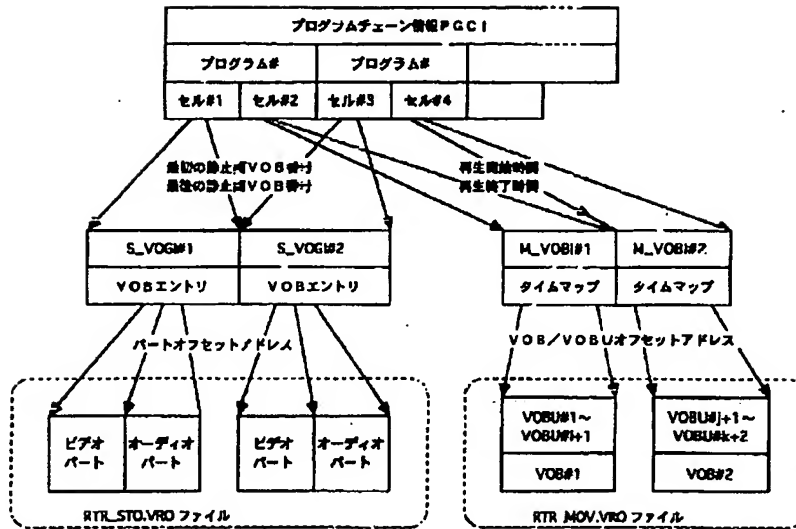 プログラムチェーン情報PGCI
プログラム# プログラム#
セル#1 セル#2 セル#3 セル#4
最初の静止画VOB番号
最後の静止画VOB番号
再生開始時間
再生終了時間
S_VOGI#1 S_VOGI#2
VOBエントリ VOBエントリ
M_VOBI#1 M_VOBI#2
タイムマップ タイムマップ
パートオフセットアドレス
VOB/VOBUオフセットアドレス
ビデオ
パート
オーディオ
パート
ビデオ
パート
オーディオ
パート
VOBU#1~
VOBU#i+1
VOB#1
VOBU#j+1~
VOBU#k+2
VOB#2
RTR_STO.VROファイル
RTR_MOV.VROファイル